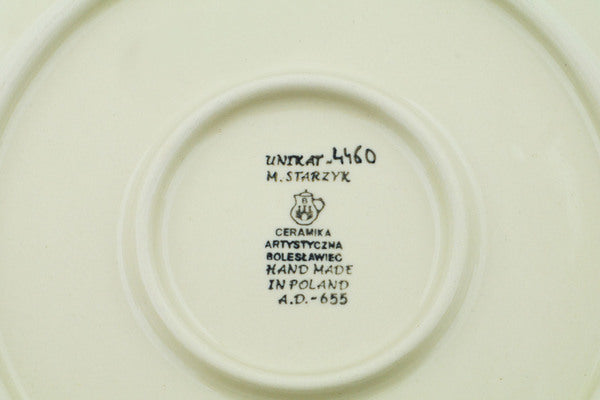 UNIKAT-4460
M. STARZYK
B
CERAMIKA
ARTYSTYCZNA
BOLESŁAWIEC
HAND MADE
IN POLAND
A.D.-655